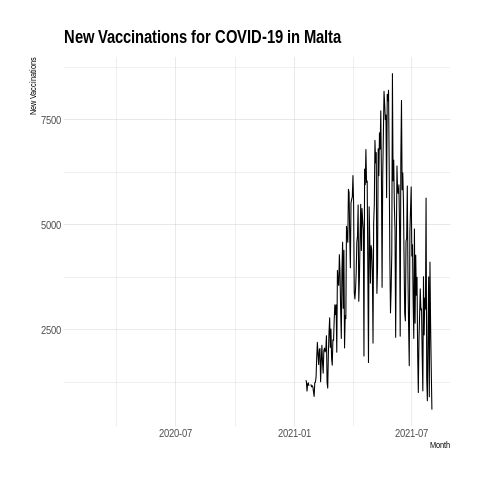 New Vaccinations for COVID-19 in Malta
New Vaccinations
7500
5000
2500
2020-07 2021-01 2021-07
Month